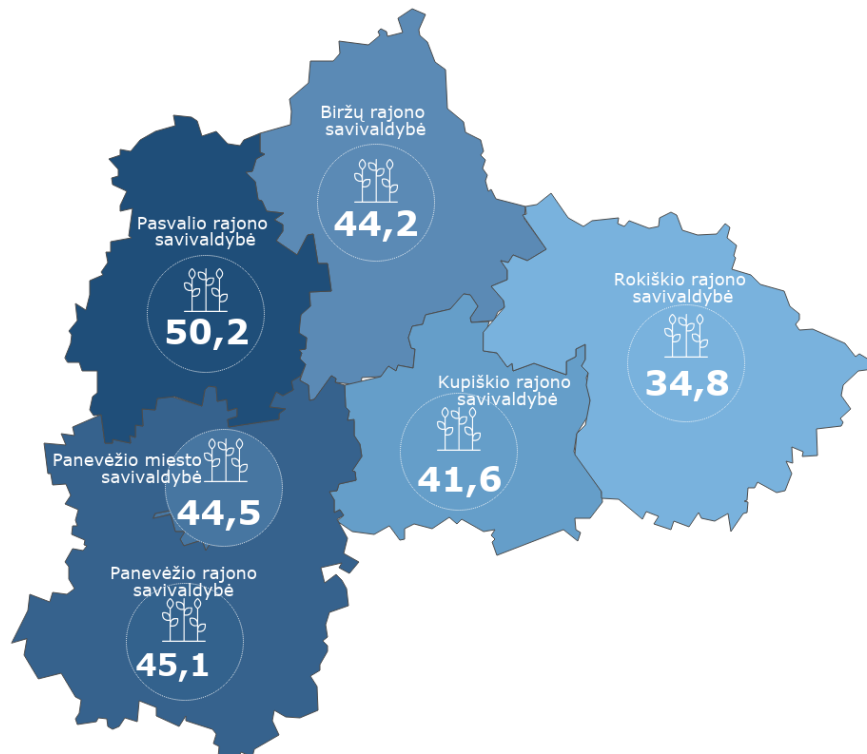 Biržų rajono
savivaldybė
44,2
Pasvalio rajono
savivaldybė
50,2
Rokiškio rajono
savivaldybė
34,8
Kupiškio rajono
savivaldybė
41,6
Panevėžio miesto
savivaldybė
44,5
Panevėžio rajono
savivaldybė
45,1